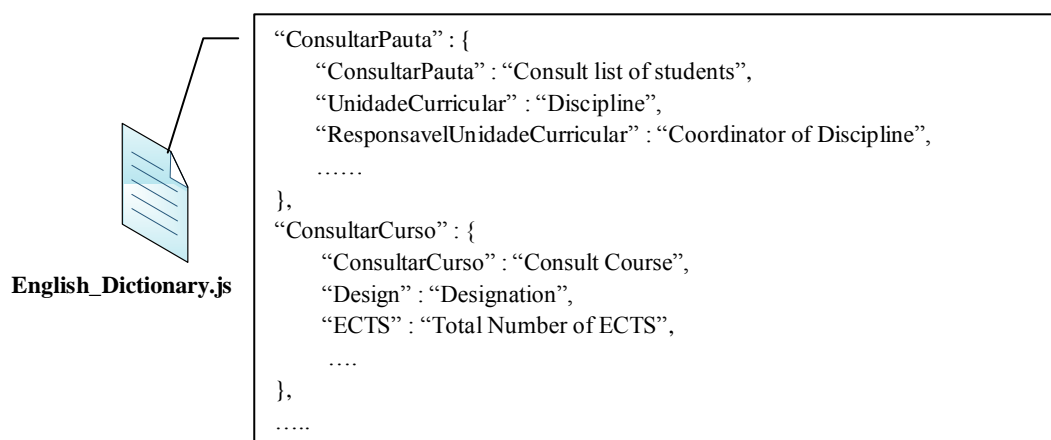 “ConsultarPauta” : {
“ConsultarPauta” : “Consult list of students”,
“UnidadeCurricular” : “Discipline”,
“ResponsavelUnidadeCurricular” : “Coordinator of Discipline”,
……
},
“ConsultarCurso” : {
“ConsultarCurso” : “Consult Course”,
“Design” : “Designation”,
“ECTS” : “Total Number of ECTS”,
….
},
…..
English_Dictionary.js